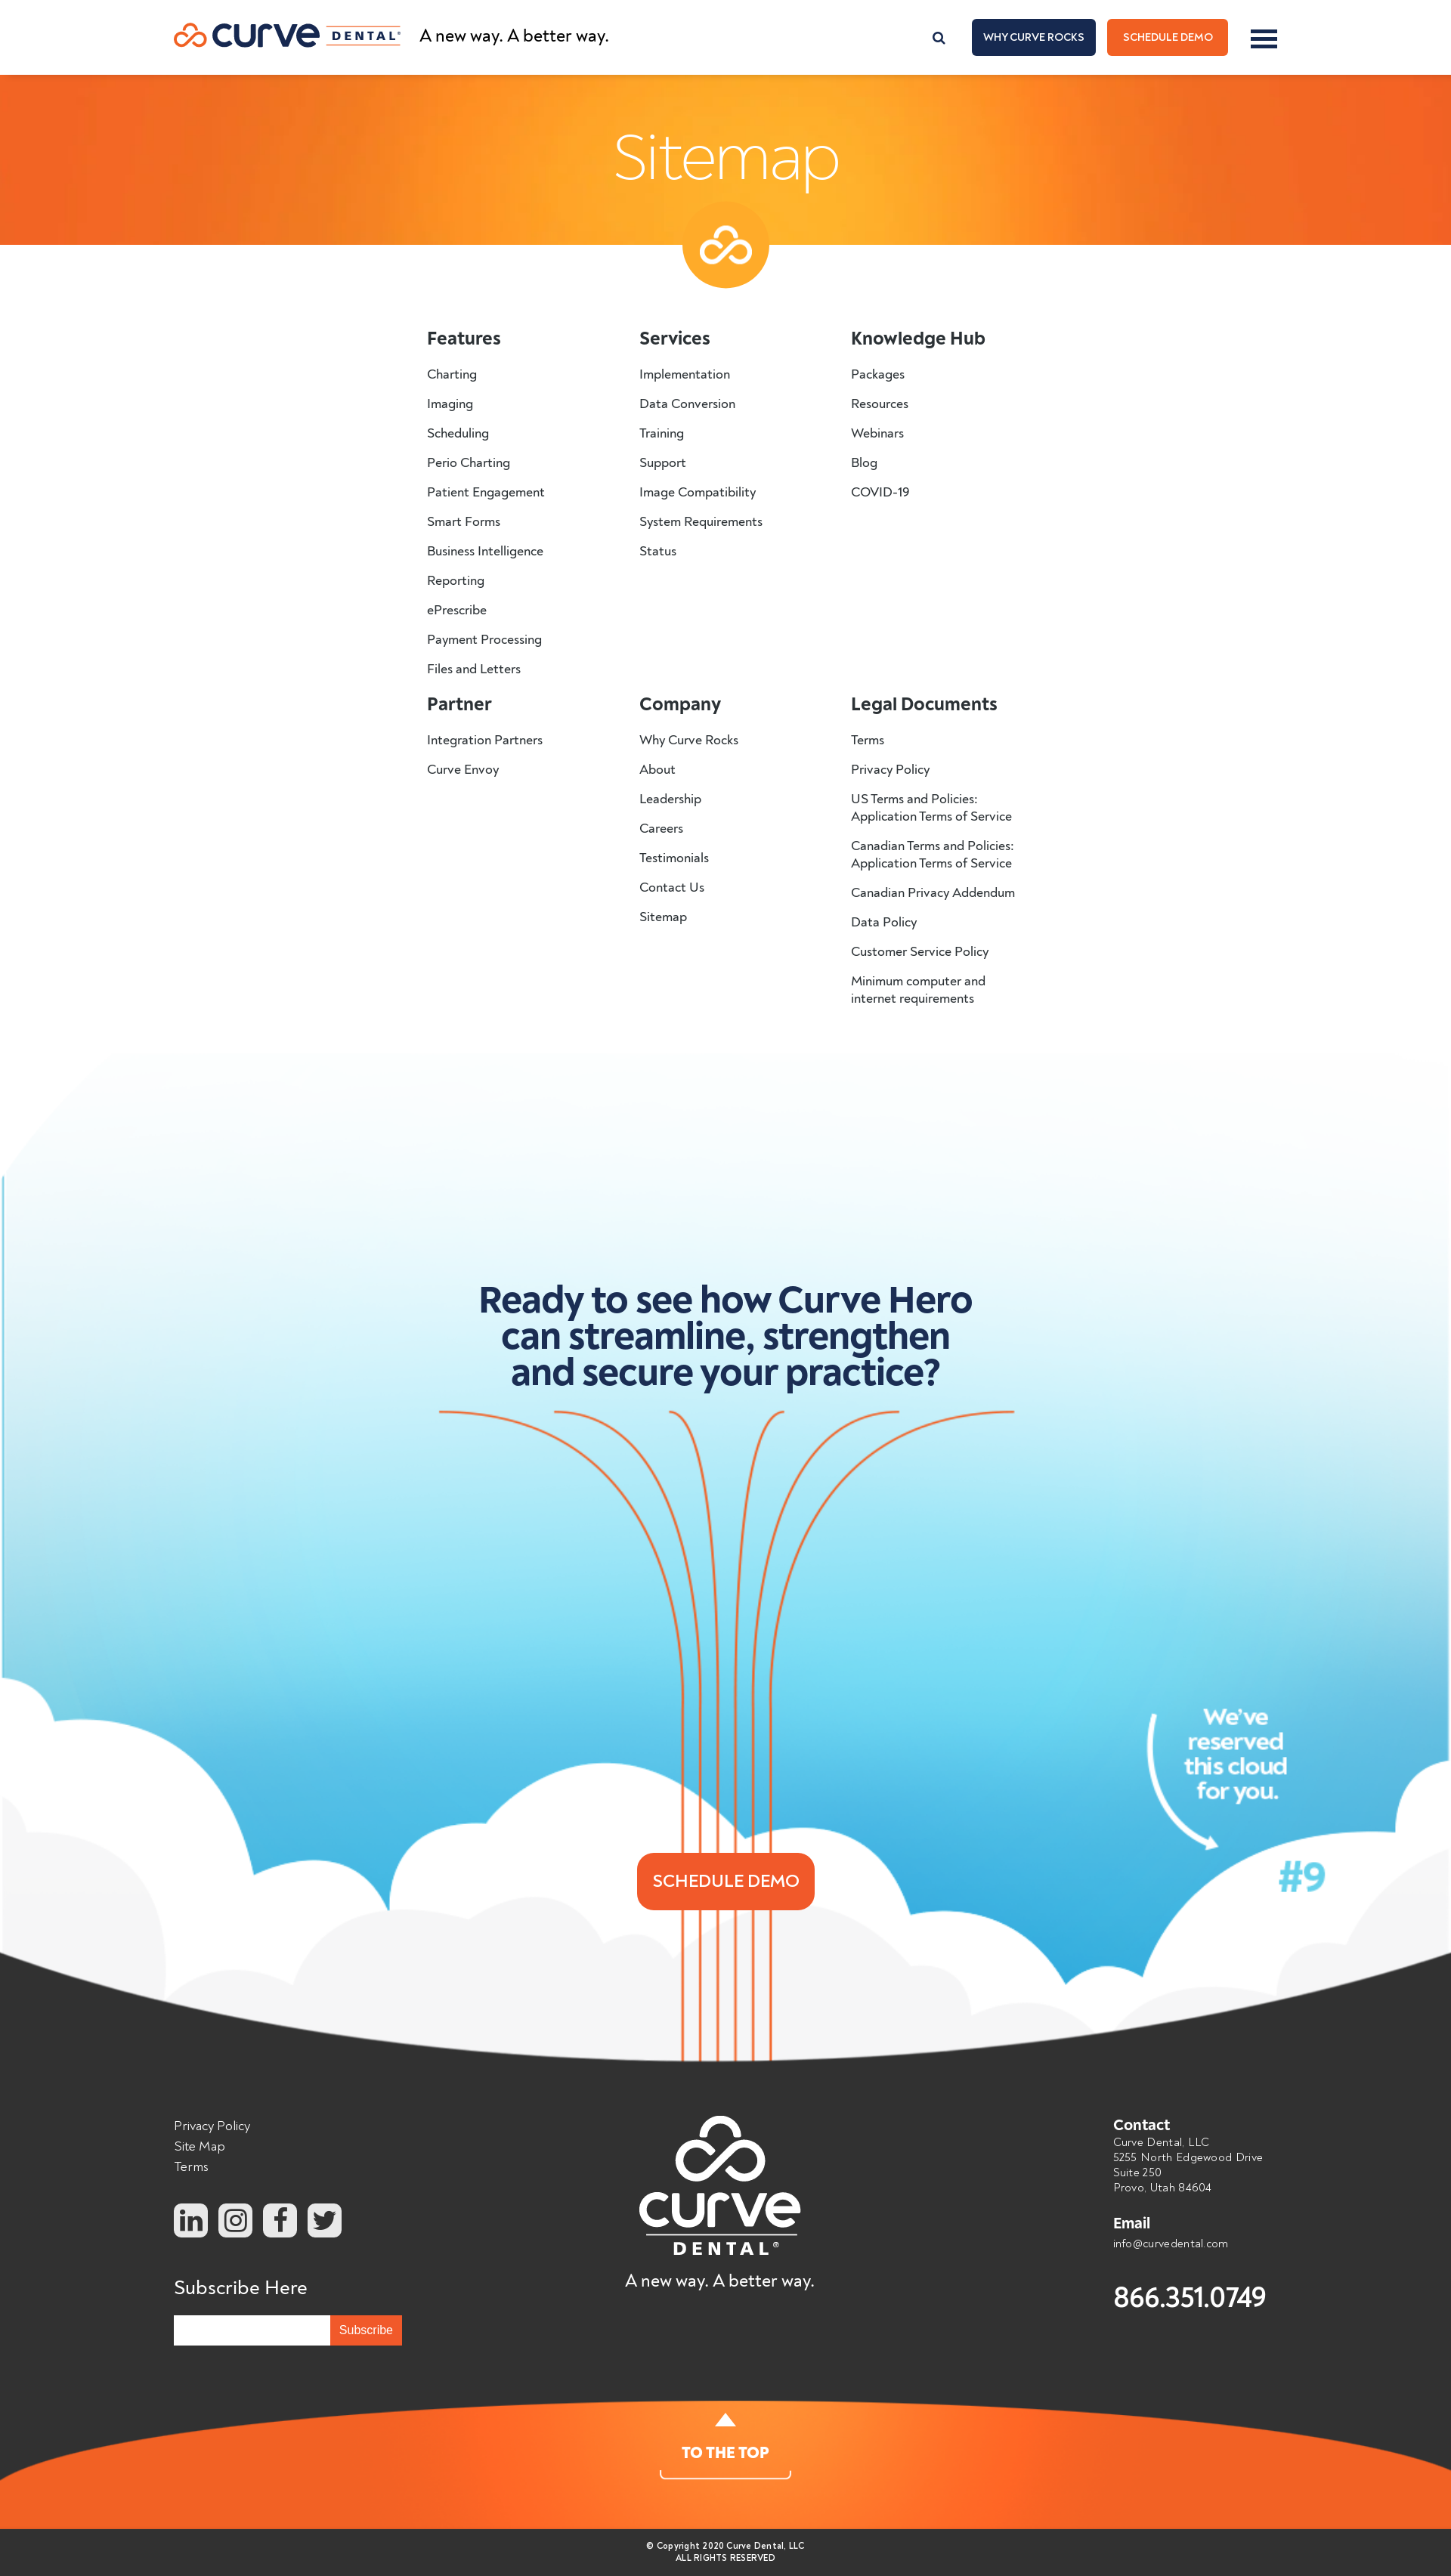 curve DENTAL®
A new way. A better way.
WHY CURVE ROCKS
SCHEDULE DEMO
Sitemap
Features
Charting
Imaging
Scheduling
Perio Charting
Patient Engagement
Smart Forms
Business Intelligence
Reporting
ePrescribe
Payment Processing
Files and Letters
Services
Implementation
Data Conversion
Training
Support
Image Compatibility
System Requirements
Status
Knowledge Hub
Packages
Resources
Webinars
Blog
COVID-19
Partner
Integration Partners
Curve Envoy
Company
Why Curve Rocks
About
Leadership
Careers
Testimonials
Contact Us
Sitemap
Legal Documents
Terms
Privacy Policy
US Terms and Policies:
Application Terms of Service
Canadian Terms and Policies:
Application Terms of Service
Canadian Privacy Addendum
Data Policy
Customer Service Policy
Minimum computer and
internet requirements
Ready to see how Curve Hero
can streamline, strengthen
and secure your practice?
We've
reserved
this cloud
for you.
#9
SCHEDULE DEMO
Privacy Policy
Site Map
Terms
Subscribe Here
Subscribe
curve
DENTAL®
A new way. A better way.
Contact
Curve Dental, LLC
5255 North Edgewood Drive
Suite 250
Provo, Utah 84604
Email
info@curvedental.com
866.351.0749
TO THE TOP
© Copyright 2020 Curve Dental, LLC
ALL RIGHTS RESERVED